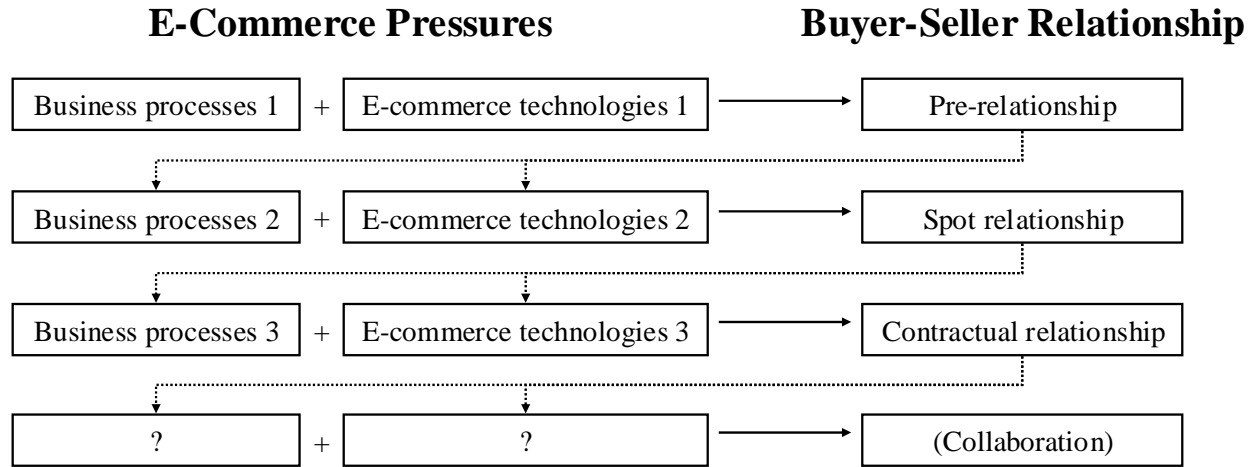 E-Commerce Pressures Buyer-Seller Relationship
Business processes 1 + E-commerce technologies 1 Pre-relationship
Business processes 2 + E-commerce technologies 2 Spot relationship
Business processes 3 + E-commerce technologies 3 Contractual relationship
? + ? (Collaboration)